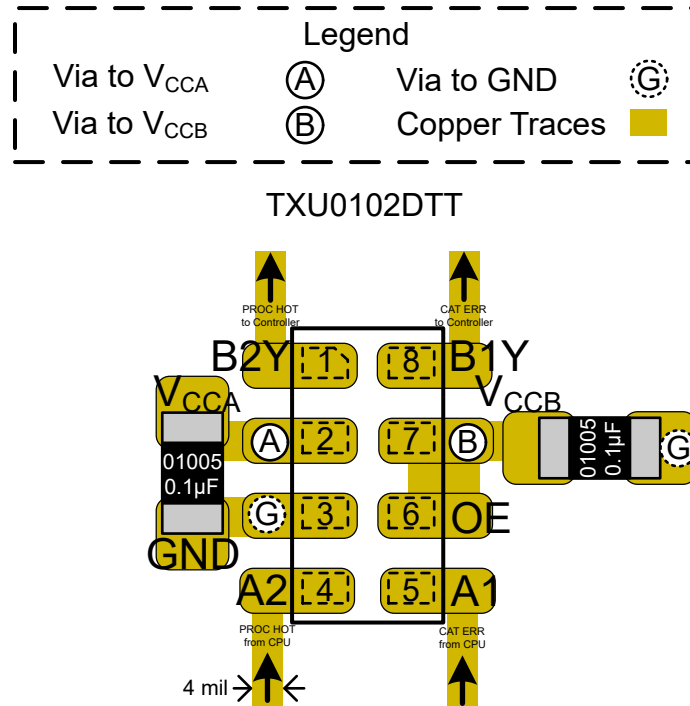 Legend
Via to VCCA A Via to GND G
Via to VCCB B Copper Traces
TXU0102DTT
PROC HOT
to Controller
CAT ERR
to Controller
B2Y 1 8 B1Y
VCCA
VCCB
A 2 7 B
01005
0.1µF
01005
0.1µF
G
G 3 6 OE
GND
A2 4 5 A1
PROC HOT
from CPU
CAT ERR
from CPU
4 mil